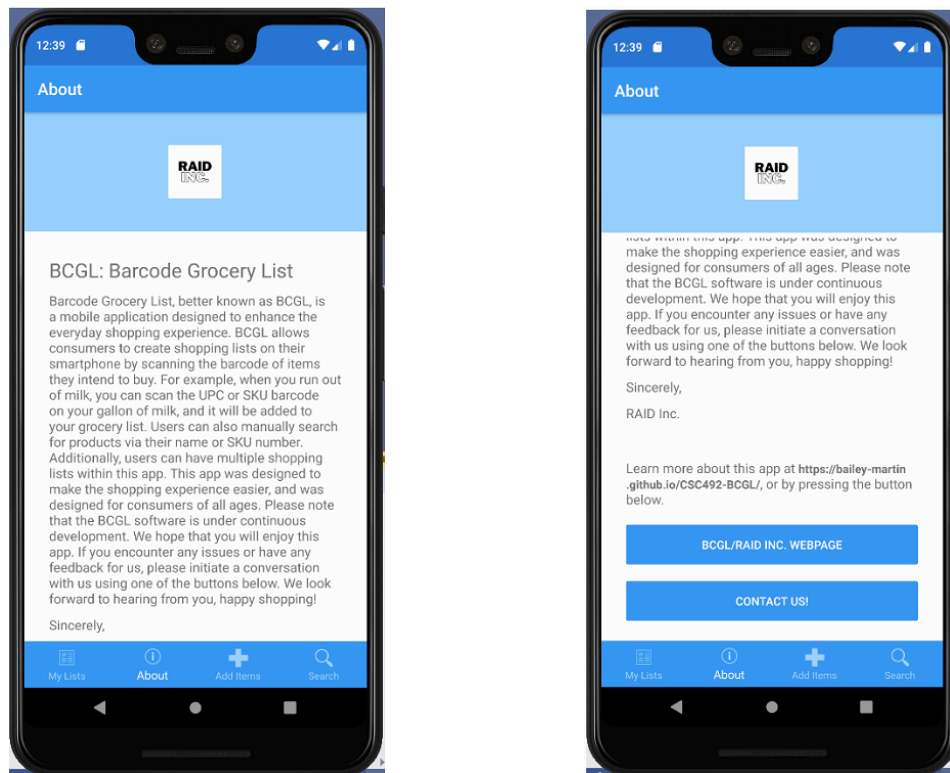 12:39
About
RAID
INC.
BCGL: Barcode Grocery List
Barcode Grocery List, better known as BCGL, is
a mobile application designed to enhance the
everyday shopping experience. BCGL allows
consumers to create shopping lists on their
smartphone by scanning the barcode of items
they intend to buy. For example, when you run out
of milk, you can scan the UPC or SKU barcode
on your gallon of milk, and it will be added to
your grocery list. Users can also manually search
for products via their name or SKU number.
Additionally, users can have multiple shopping
lists within this app. This app was designed to
make the shopping experience easier, and was
designed for consumers of all ages. Please note
that the BCGL software is under continuous
development. We hope that you will enjoy this
app. If you encounter any issues or have any
feedback for us, please initiate a conversation
with us using one of the buttons below. We look
forward to hearing from you, happy shopping!
Sincerely,
My Lists About Add Items Search
12:39
About
RAID
INC.
lists within this app. This app was designed to
make the shopping experience easier, and was
designed for consumers of all ages. Please note
that the BCGL software is under continuous
development. We hope that you will enjoy this
app. If you encounter any issues or have any
feedback for us, please initiate a conversation
with us using one of the buttons below. We look
forward to hearing from you, happy shopping!
Sincerely,
RAID Inc.
Learn more about this app at https://bailey-martin
.github.io/CSC492-BCGL/, or by pressing the button
below.
BCGL/RAID INC. WEBPAGE
CONTACT US!
My Lists About Add Items Search